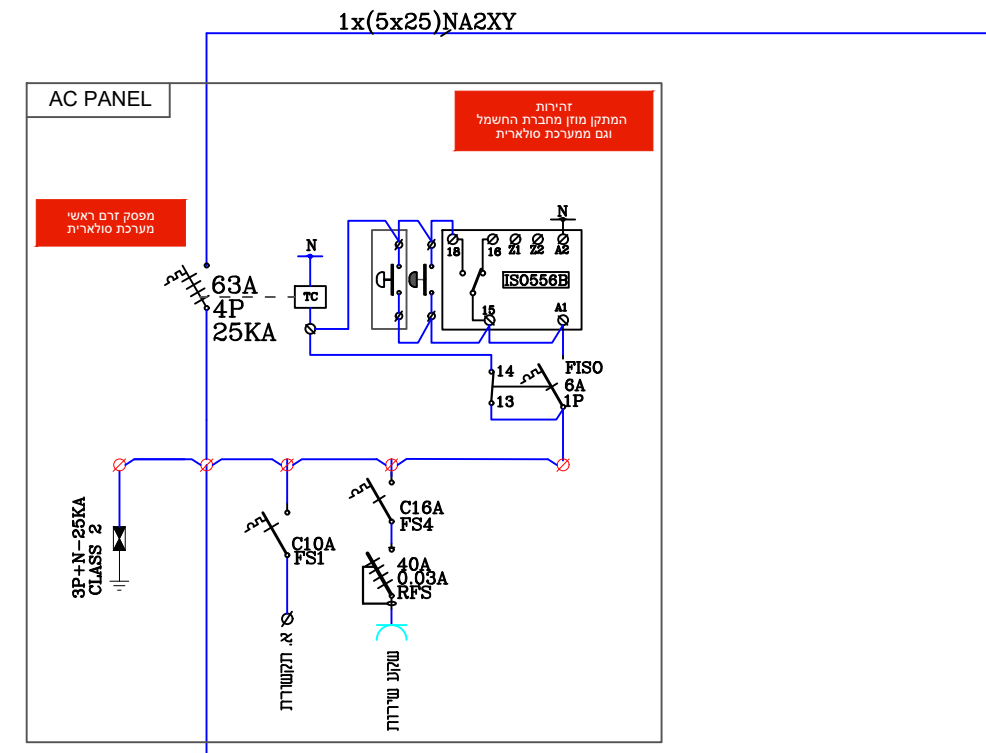 1x(5x25)NA2XY
AC PANEL
זהירות
המתקן מוזן מחברת החשמל
וגם ממערכת סולארית
מפסק זרם ראשי
מערכת סולארית
63A
4P
25KA
N
TC
N
18
16
Z1
Z2
A2
ISO556B
15
A1
14
13
FISO
6A
1P
3P+N-25KA
CLASS 2
C10A
FS1
א. תקשורת
C16A
FS4
40A
0.03A
RFS
שקע שירות